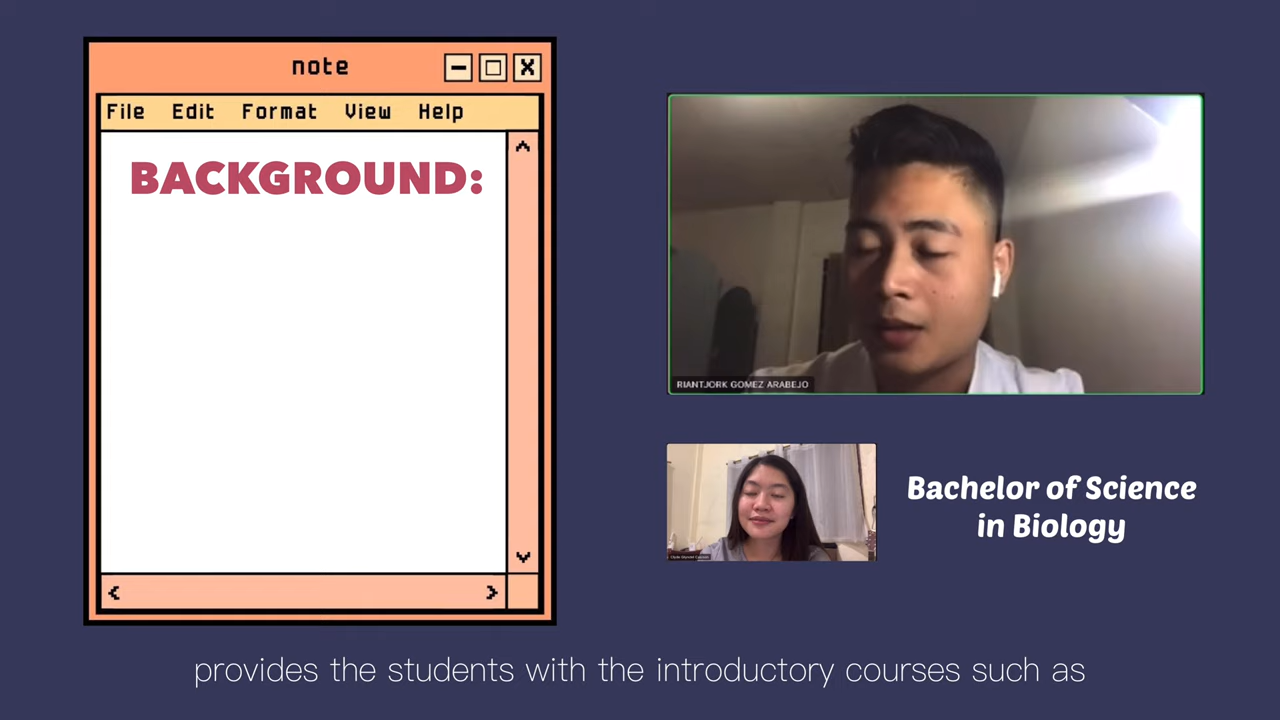 note
File Edit Format View Help
BACKGROUND:
RIANTJORK GOMEZ ARABEJO
Bachelor of Science
in Biology
provides the students with the introductory courses such as